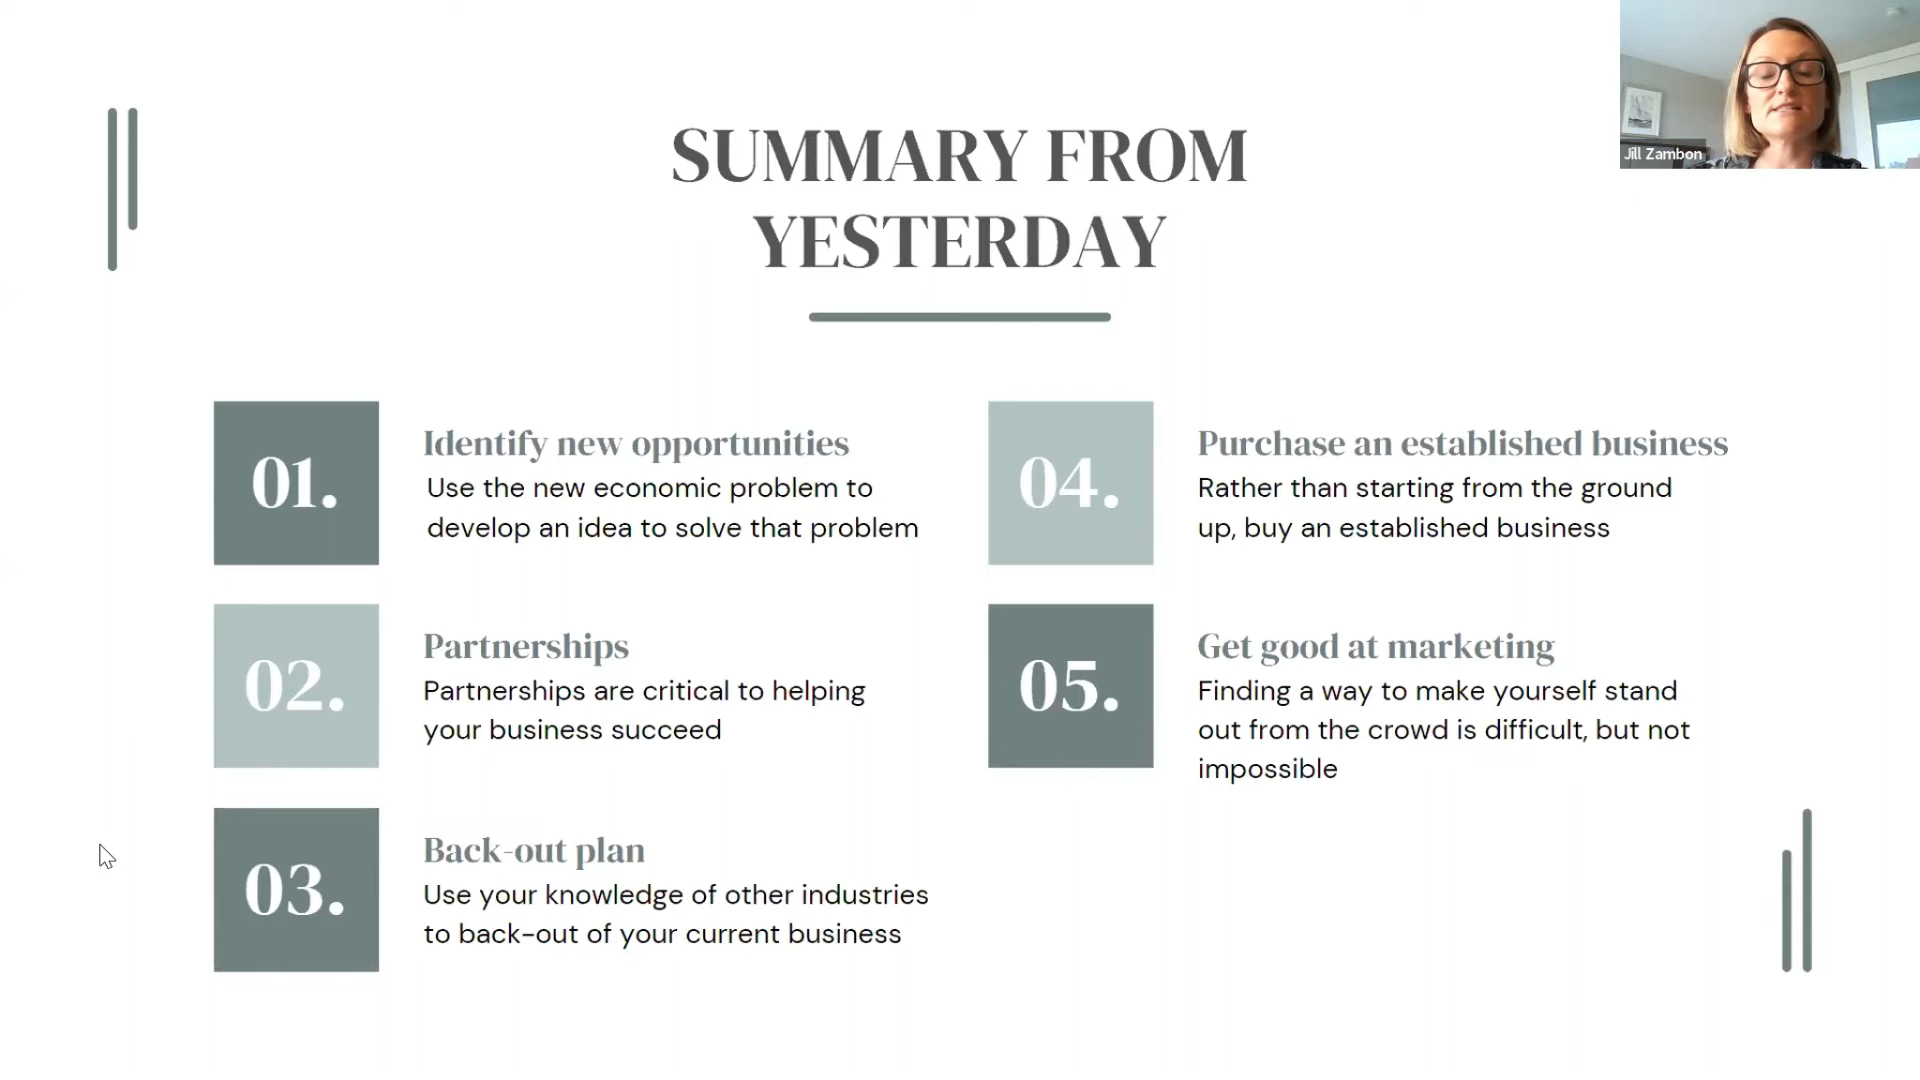 SUMMARY FROM
YESTERDAY
Jill Zambon
01.
Identify new opportunities
Use the new economic problem to
develop an idea to solve that problem
02.
Partnerships
Partnerships are critical to helping
your business succeed
03.
Back-out plan
Use your knowledge of other industries
to back-out of your current business
04.
Purchase an established business
Rather than starting from the ground
up, buy an established business
05.
Get good at marketing
Finding a way to make yourself stand
out from the crowd is difficult, but not
impossible